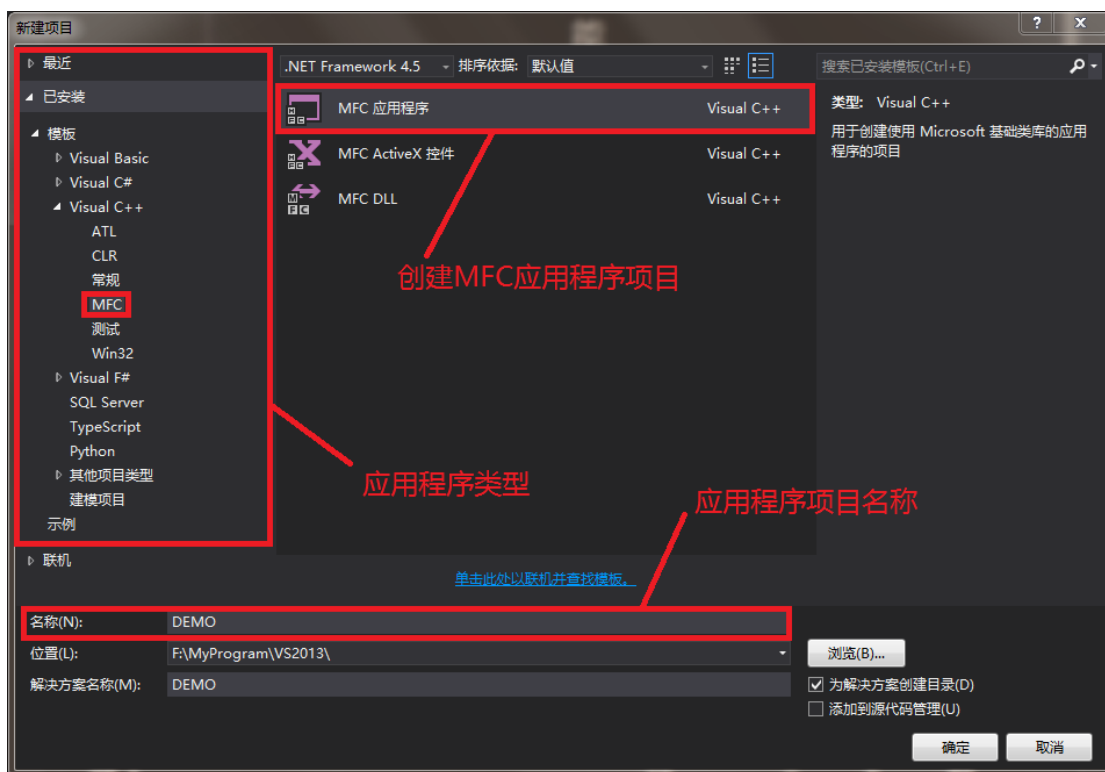 新建项目
? X
最近
.NET Framework 4.5 排序依据: 默认值
搜索已安装模板(Ctrl+E)
已安装
模板
Visual Basic
Visual C#
Visual C++
ATL
CLR
常规
MFC
测试
Win32
Visual F#
SQL Server
TypeScript
Python
其他项目类型
建模项目
示例
联机
MFC 应用程序 Visual C++
MFC ActiveX 控件 Visual C++
MFC DLL Visual C++
类型: Visual C++
用于创建使用 Microsoft 基础类库的应用
程序的项目
创建MFC应用程序项目
应用程序类型
应用程序项目名称
单击此处以联机并查找模板。
名称(N): DEMO
位置(L): F:\MyProgram\VS2013\
浏览(B)...
解决方案名称(M): DEMO
为解决方案创建目录(D)
添加到源代码管理(U)
确定 取消